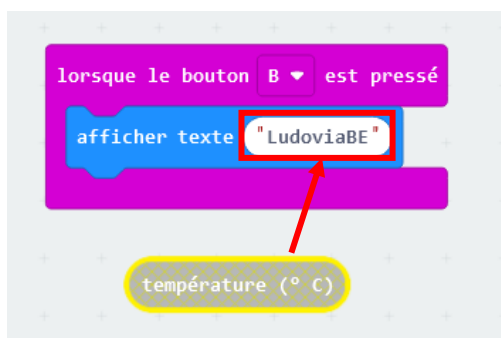 lorsque le bouton B est pressé
afficher texte "LudoviaBE"
température (° C)